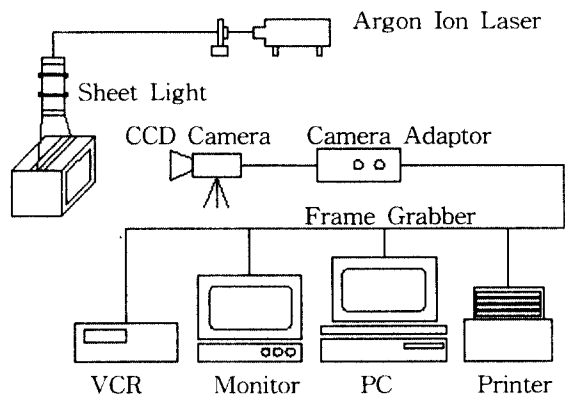 Argon Ion Laser
Sheet Light
CCD Camera Camera Adaptor
Frame Grabber
VCR Monitor PC Printer